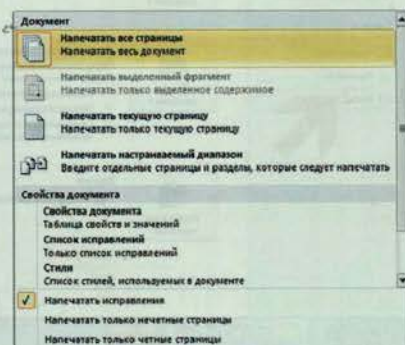 Документ
Напечатать все страницы
Напечатать весь документ
Напечатать выделенный фрагмент
Напечатать только выделенное содержимое
Напечатать текущую страницу
Напечатать только текущую страницу
Напечатать настраиваемый диапазон
Введите отдельные страницы и разделы, которые следует напечатать
Свойства документа
Свойства документа
Таблица свойств и значений
Список исправлений
Только список исправлений
Стили
Список стилей, используемых в документе
Напечатать исправления
Напечатать только нечетные страницы
Напечатать только четные страницы